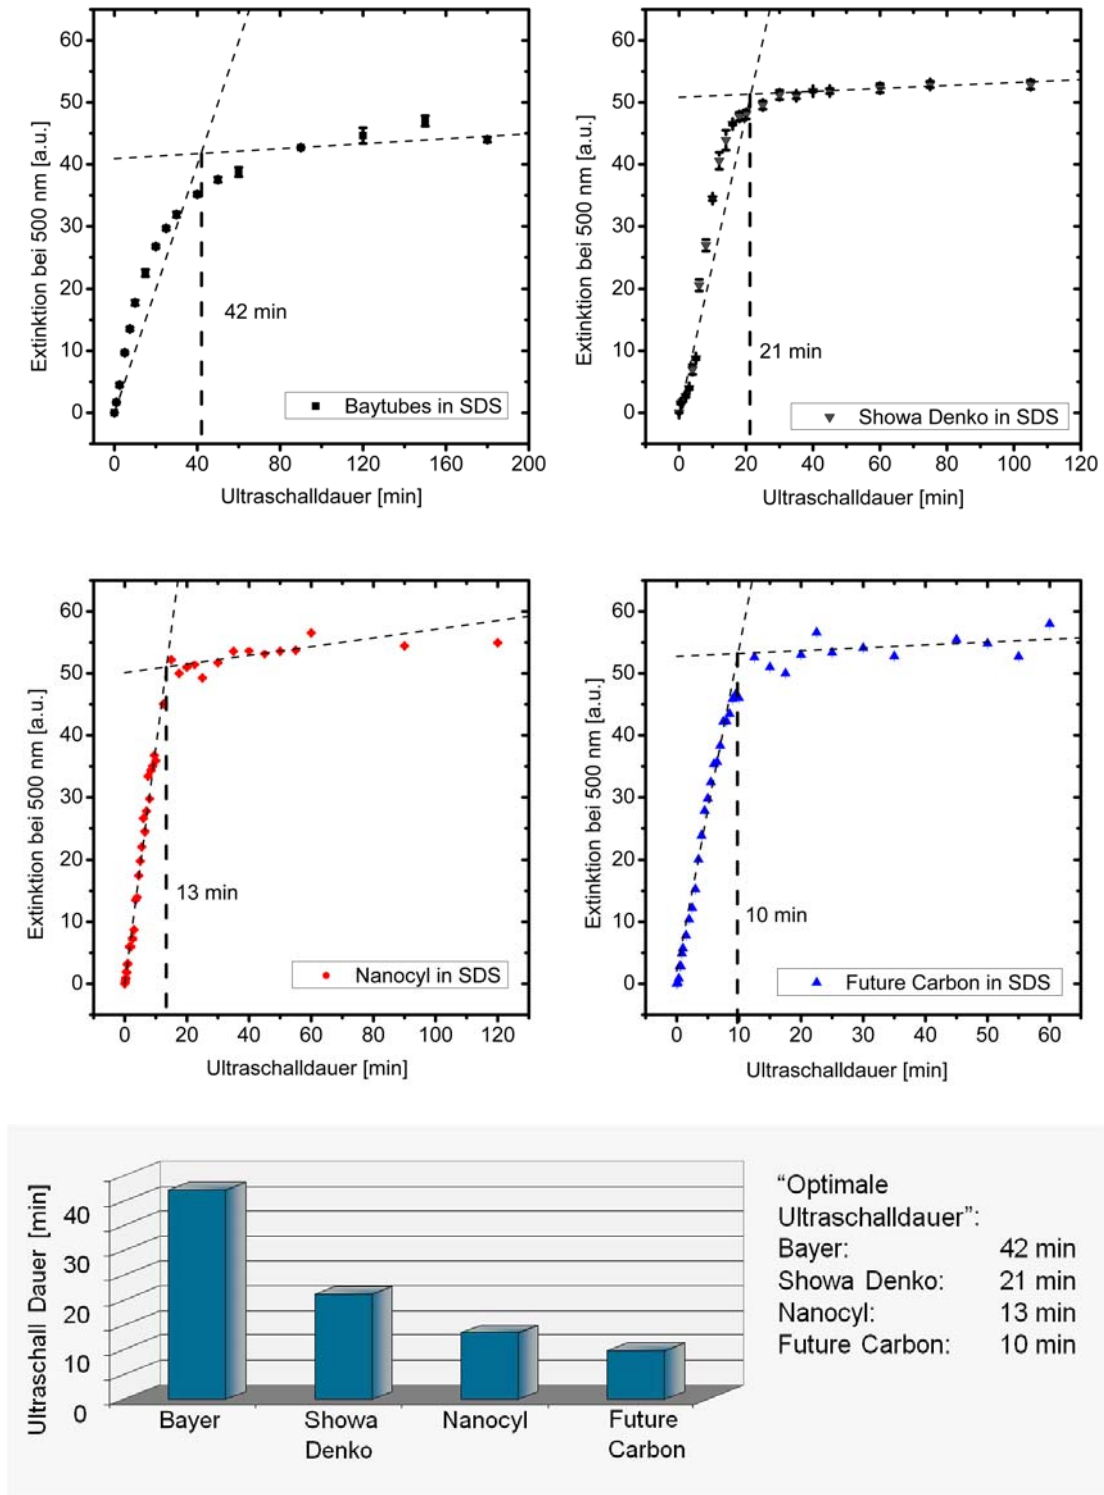 60
50
40
30
20
10
0
Extinktion bei 500 nm [a.u.]
42 min
Baytubes in SDS
0 40 80 120 160 200
Ultraschalldauer [min]
60
50
40
30
20
10
0
Extinktion bei 500 nm [a.u.]
21 min
Showa Denko in SDS
0 20 40 60 80 100 120
Ultraschalldauer [min]
60
50
40
30
20
10
0
Extinktion bei 500 nm [a.u.]
13 min
Nanocyl in SDS
0 20 40 60 80 100 120
Ultraschalldauer [min]
60
50
40
30
20
10
0
Extinktion bei 500 nm [a.u.]
10 min
Future Carbon in SDS
0 10 20 30 40 50 60
Ultraschalldauer [min]
Ultraschall Dauer [min]
40
30
20
10
0
Bayer
Showa
Denko
Nanocyl
Future
Carbon
“Optimale
Ultraschalldauer”:
Bayer: 42 min
Showa Denko: 21 min
Nanocyl: 13 min
Future Carbon: 10 min